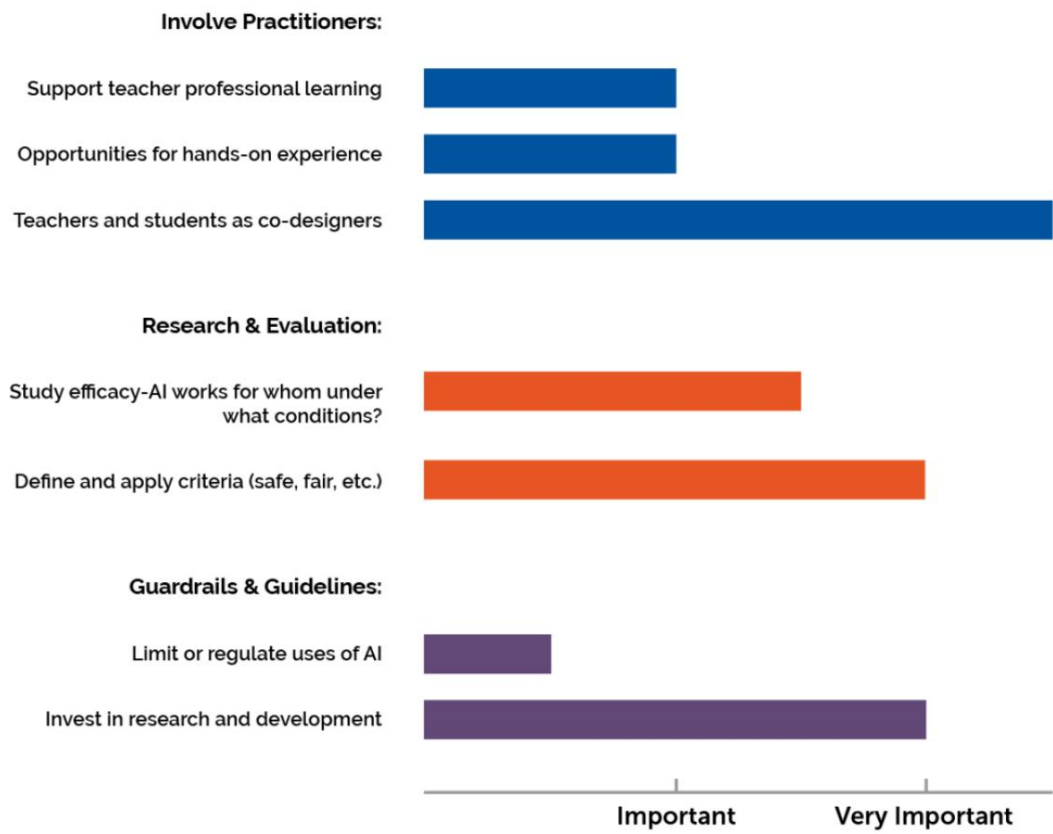 Involve Practitioners:
Support teacher professional learning
Opportunities for hands-on experience
Teachers and students as co-designers
Research & Evaluation:
Study efficacy-AI works for whom under
what conditions?
Define and apply criteria (safe, fair, etc.)
Guardrails & Guidelines:
Limit or regulate uses of AI
Invest in research and development
Important
Very Important